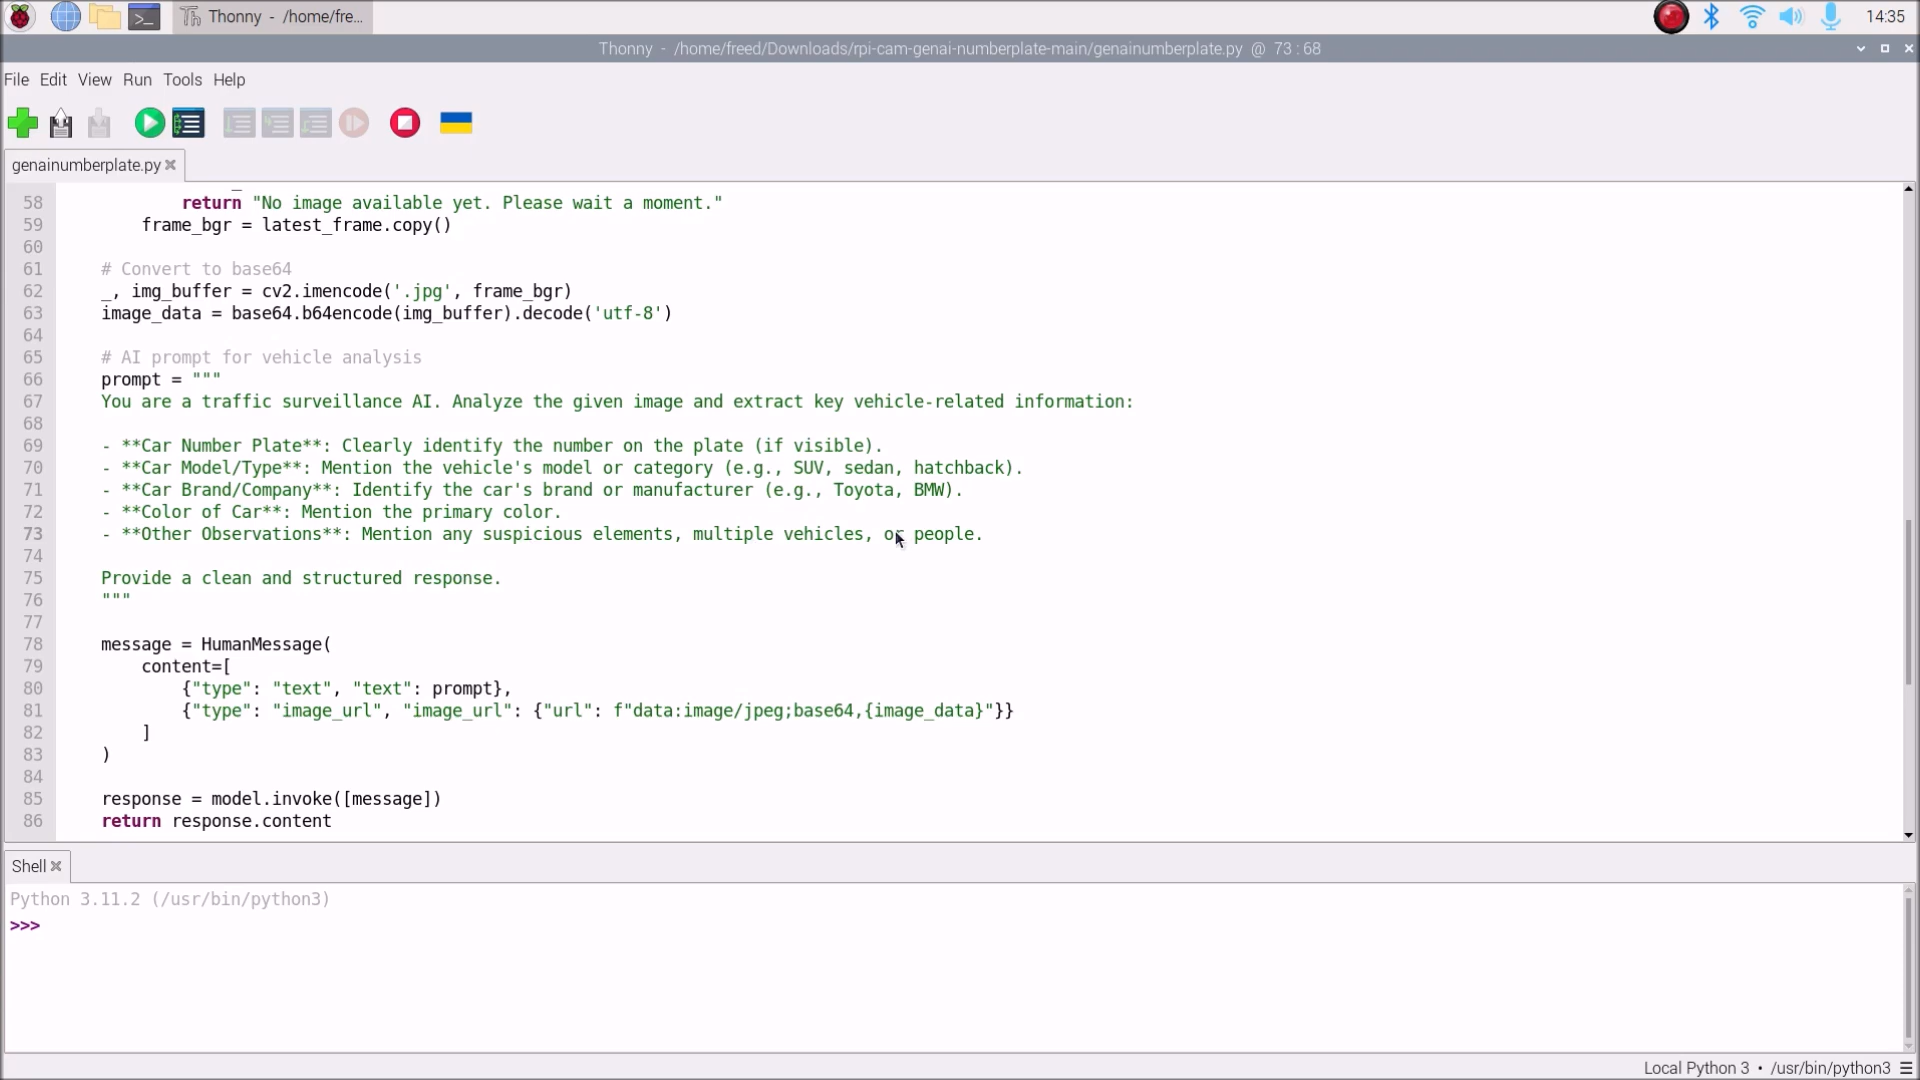 Thonny - /home/fre...
14:35
Thonny - /home/freed/Downloads/rpi-cam-genai-numberplate-main/genainumberplate.py @ 73 : 68
File Edit View Run Tools Help
genainumberplate.py
58 return "No image available yet. Please wait a moment."
59 frame_bgr = latest_frame.copy()
60
61 # Convert to base64
62 _, img_buffer = cv2.imencode('.jpg', frame_bgr)
63 image_data = base64.b64encode(img_buffer).decode('utf-8')
64
65 # AI prompt for vehicle analysis
66 prompt = """
67 You are a traffic surveillance AI. Analyze the given image and extract key vehicle-related information:
68
69 - **Car Number Plate**: Clearly identify the number on the plate (if visible).
70 - **Car Model/Type**: Mention the vehicle's model or category (e.g., SUV, sedan, hatchback).
71 - **Car Brand/Company**: Identify the car's brand or manufacturer (e.g., Toyota, BMW).
72 - **Color of Car**: Mention the primary color.
73 - **Other Observations**: Mention any suspicious elements, multiple vehicles, or people.
74
75 Provide a clean and structured response.
76 """
77
78 message = HumanMessage(
79 content=[
80 {"type": "text", "text": prompt},
81 {"type": "image_url", "image_url": {"url": f"data:image/jpeg;base64,{image_data}"}}
82 ]
83 )
84
85 response = model.invoke([message])
86 return response.content
Shell
Python 3.11.2 (/usr/bin/python3)
>>>
Local Python 3 • /usr/bin/python3